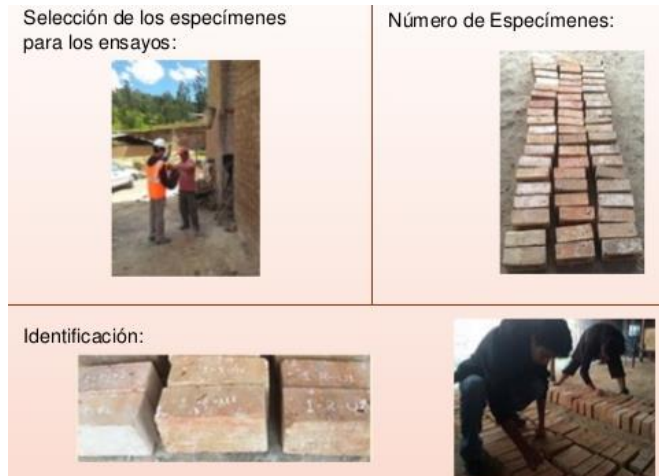 Selección de los especímenes
para los ensayos:
Número de Especímenes:
Identificación: